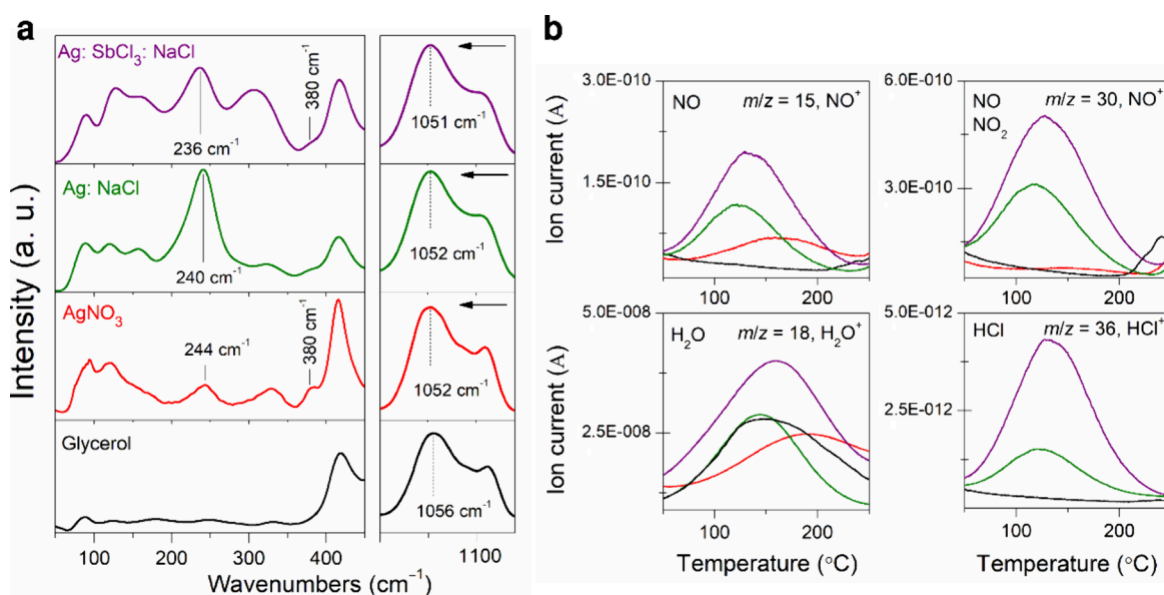 a
Ag: SbCl₃: NaCl
236 cm⁻¹
380 cm⁻¹
1051 cm⁻¹
Ag: NaCl
240 cm⁻¹
1052 cm⁻¹
AgNO₃
244 cm⁻¹
380 cm⁻¹
1052 cm⁻¹
Glycerol
1056 cm⁻¹
Intensity (a. u.)
100 200 300 400 1100
Wavenumbers (cm⁻¹)
b
3.0E-010
1.5E-010
NO
m/z = 15, NO⁺
100 200
6.0E-010
3.0E-010
NO
NO₂
m/z = 30, NO⁺
100 200
5.0E-008
2.5E-008
H₂O
m/z = 18, H₂O⁺
100 200
5.0E-012
2.5E-012
HCl
m/z = 36, HCl⁺
100 200
Ion current (A)
Ion current (A)
Temperature (°C)
Temperature (°C)